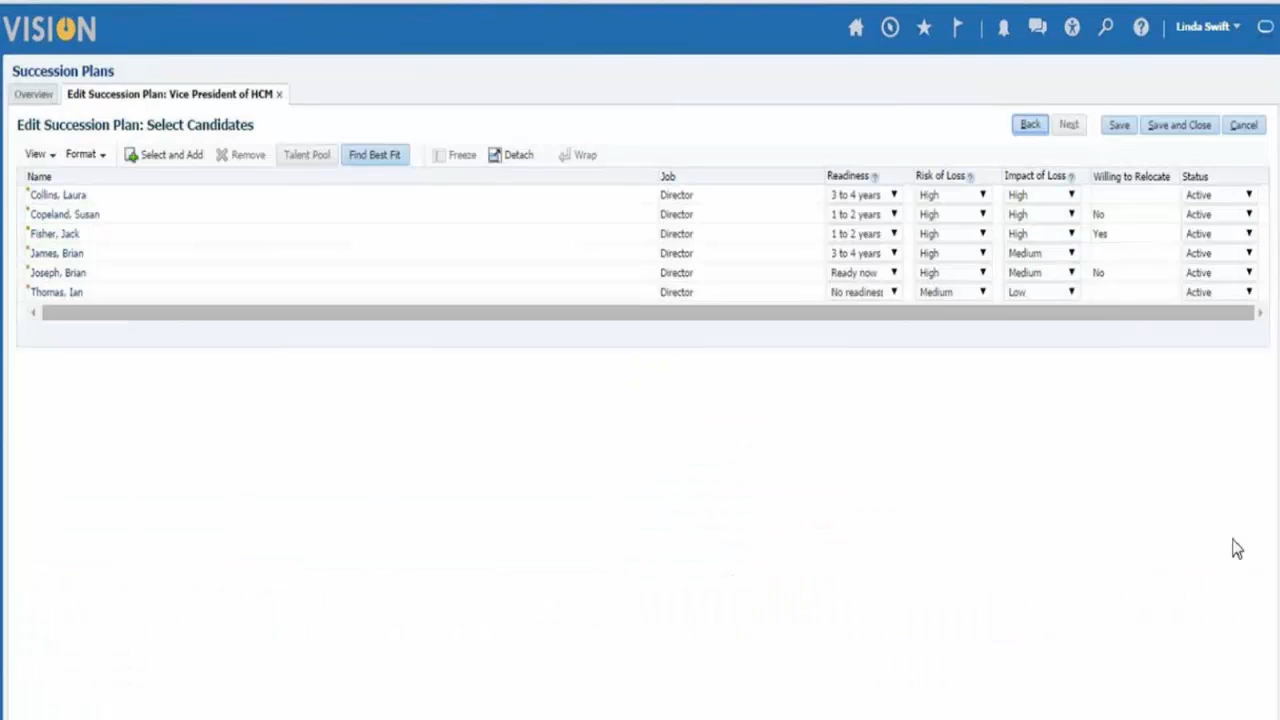 VISION
Linda Swift
Succession Plans
Overview Edit Succession Plan: Vice President of HCM x
Edit Succession Plan: Select Candidates Back Next Save Save and Close Cancel
View Format Select and Add Remove Talent Pool Find Best Fit Freeze Detach Wrap
Name Job Readiness Risk of Loss Impact of Loss Willing to Relocate Status
Collins, Laura Director 3 to 4 years High High Active
Copeland, Susan Director 1 to 2 years High High No Active
Fisher, Jack Director 1 to 2 years High High Yes Active
James, Brian Director 3 to 4 years High Medium Active
Joseph, Brian Director Ready now High Medium No Active
Thomas, Ian Director No readiness Medium Low Active